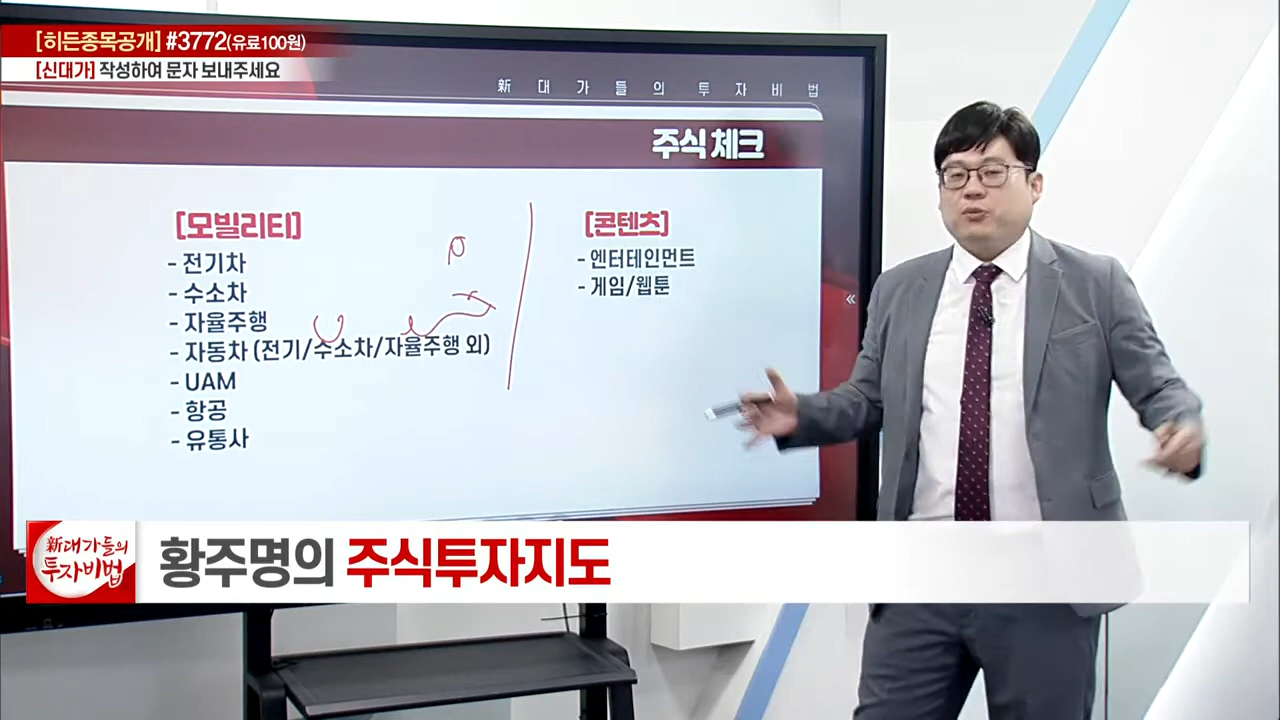 [히든종목공개] #3772(유료100원)
[신대가] 작성하여 문자 보내주세요
新대가들의 투자비법
주식 체크
[모빌리티]
- 전기차
- 수소차
- 자율주행
- 자동차 (전기/수소차/자율주행 외)
- UAM
- 항공
- 유통사
[콘텐츠]
- 엔터테인먼트
- 게임/웹툰
«
新대가들의
투자비법
황주명의 주식투자지도